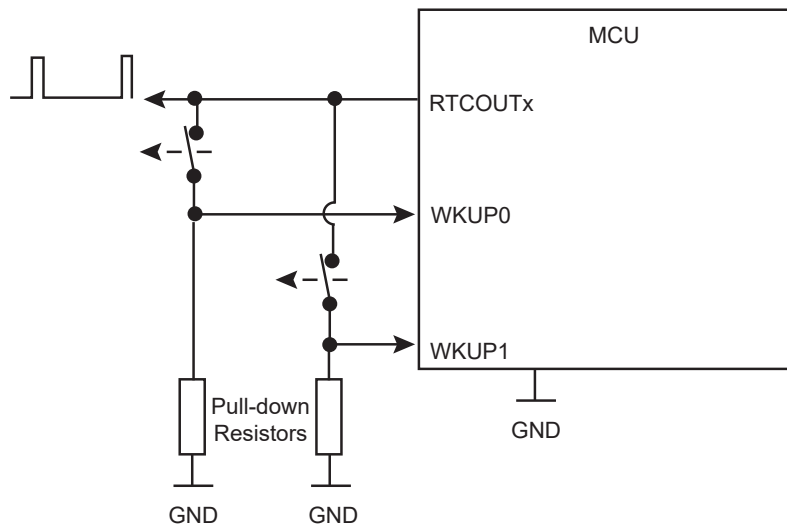 MCU
RTCOUTx
WKUP0
WKUP1
Pull-down
Resistors
GND
GND
GND